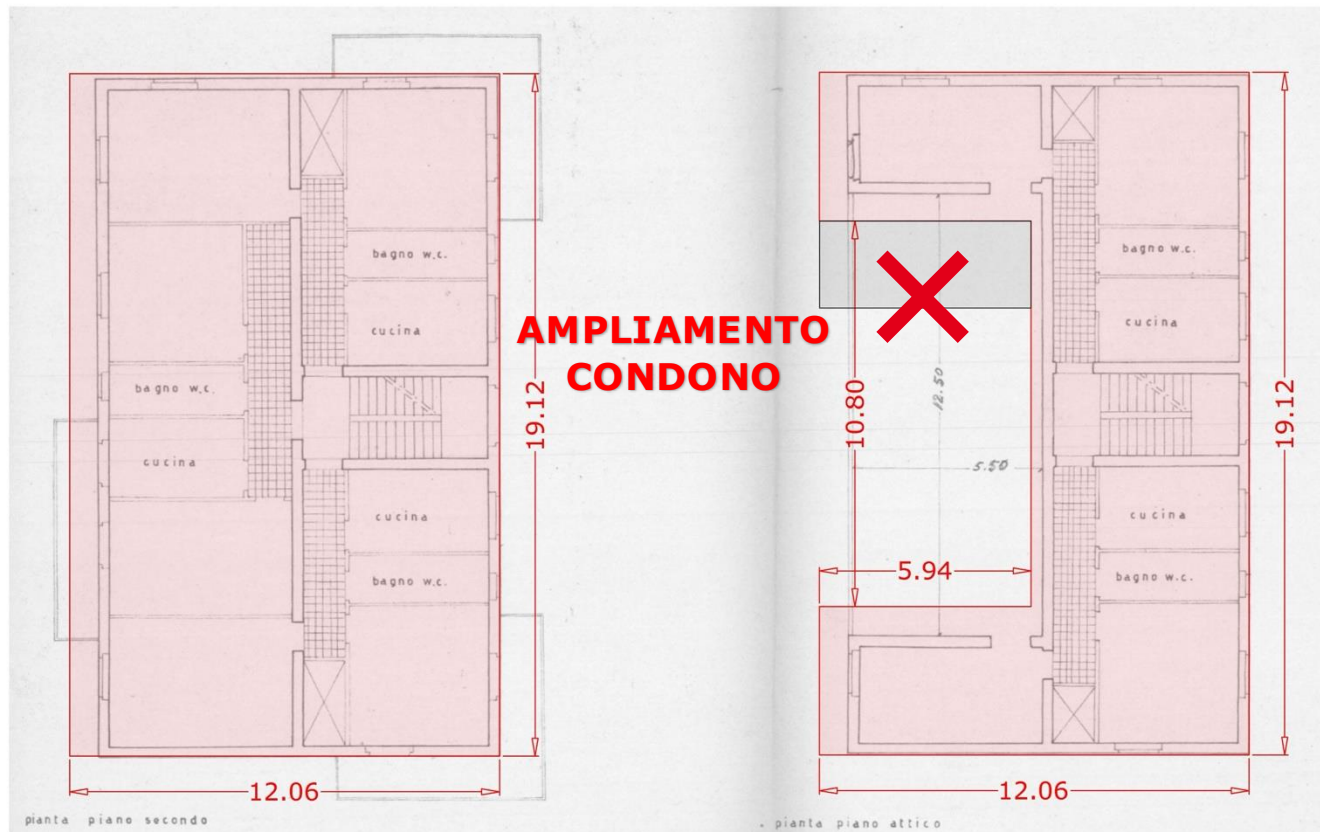 bagno w.c.
cucina
bagno w.c.
cucina
cucina
bagno w.c.
19.12
12.06
pianta piano secondo
AMPLIAMENTO
CONDONO
bagno w.c.
cucina
12.50
10.80
5.50
cucina
5.94
bagno w.c.
19.12
12.06
. pianta piano attico